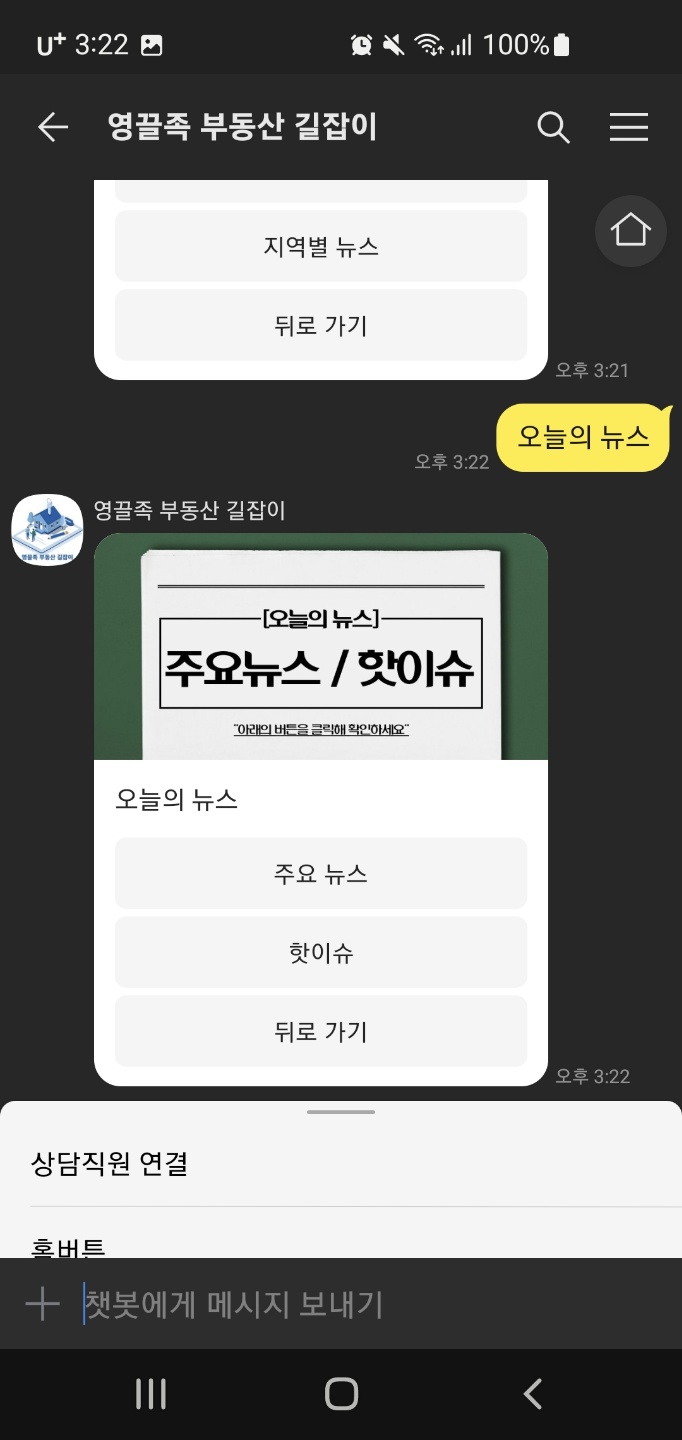 U+ 3:22 100%
영끌족 부동산 길잡이
지역별 뉴스
뒤로 가기
오후 3:21
오늘의 뉴스
오후 3:22
영끌족 부동산 길잡이
영끌족 부동산 길잡이
[오늘의 뉴스]
주요뉴스 / 핫이슈
"아래의 버튼을 클릭해 확인하세요"
오늘의 뉴스
주요 뉴스
핫이슈
뒤로 가기
오후 3:22
상담직원 연결
홈버튼
챗봇에게 메시지 보내기